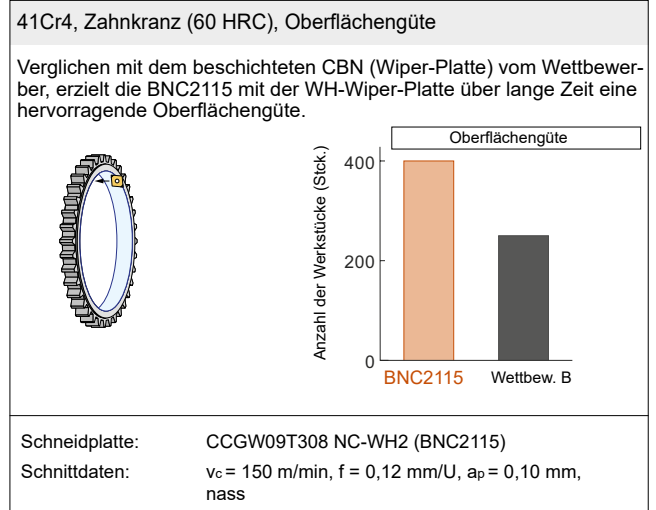 41Cr4, Zahnkranz (60 HRC), Oberflächengüte
Verglichen mit dem beschichteten CBN (Wiper-Platte) vom Wettbewer-
ber, erzielt die BNC2115 mit der WH-Wiper-Platte über lange Zeit eine
hervorragende Oberflächengüte.
Oberflächengüte
Anzahl der Werkstücke (Stck.)
400
200
0
BNC2115 Wettbew. B
Schneidplatte: CCGW09T308 NC-WH2 (BNC2115)
Schnittdaten: vc = 150 m/min, f = 0,12 mm/U, ap = 0,10 mm,
nass